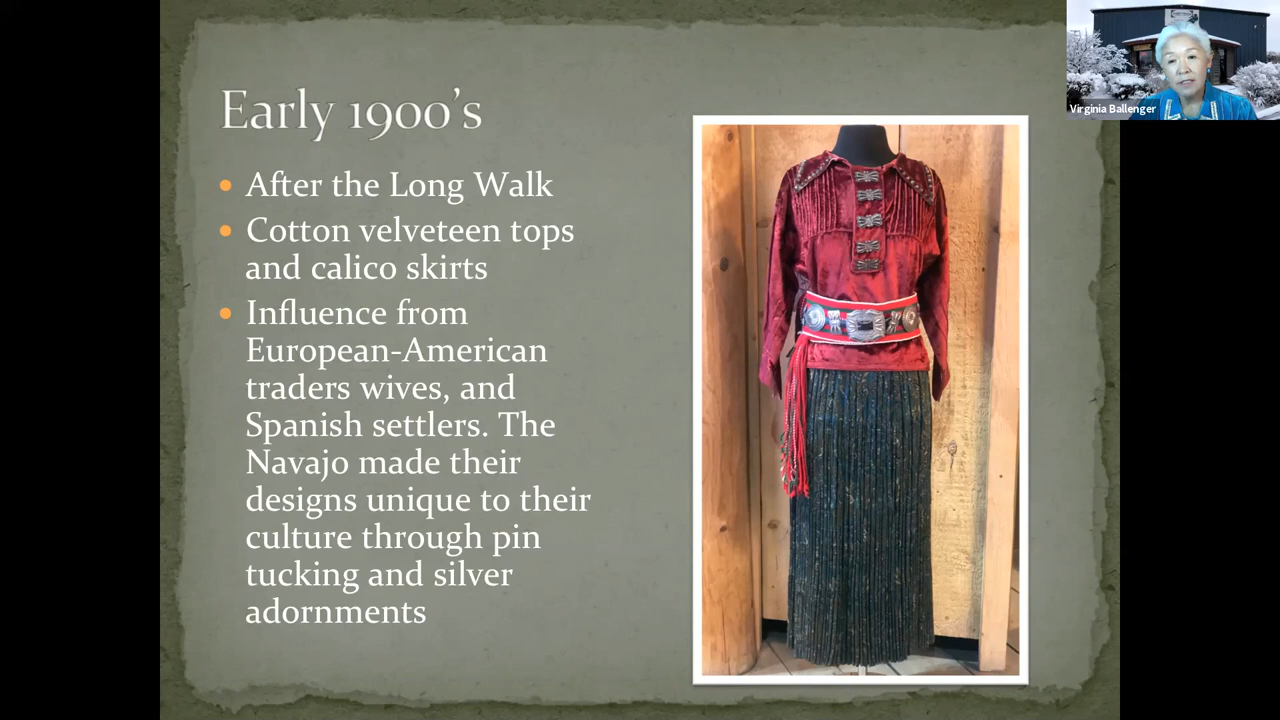 Early 1900's
After the Long Walk
Cotton velveteen tops
and calico skirts
Influence from
European-American
traders wives, and
Spanish settlers. The
Navajo made their
designs unique to their
culture through pin
tucking and silver
adornments
Virginia Ballenger